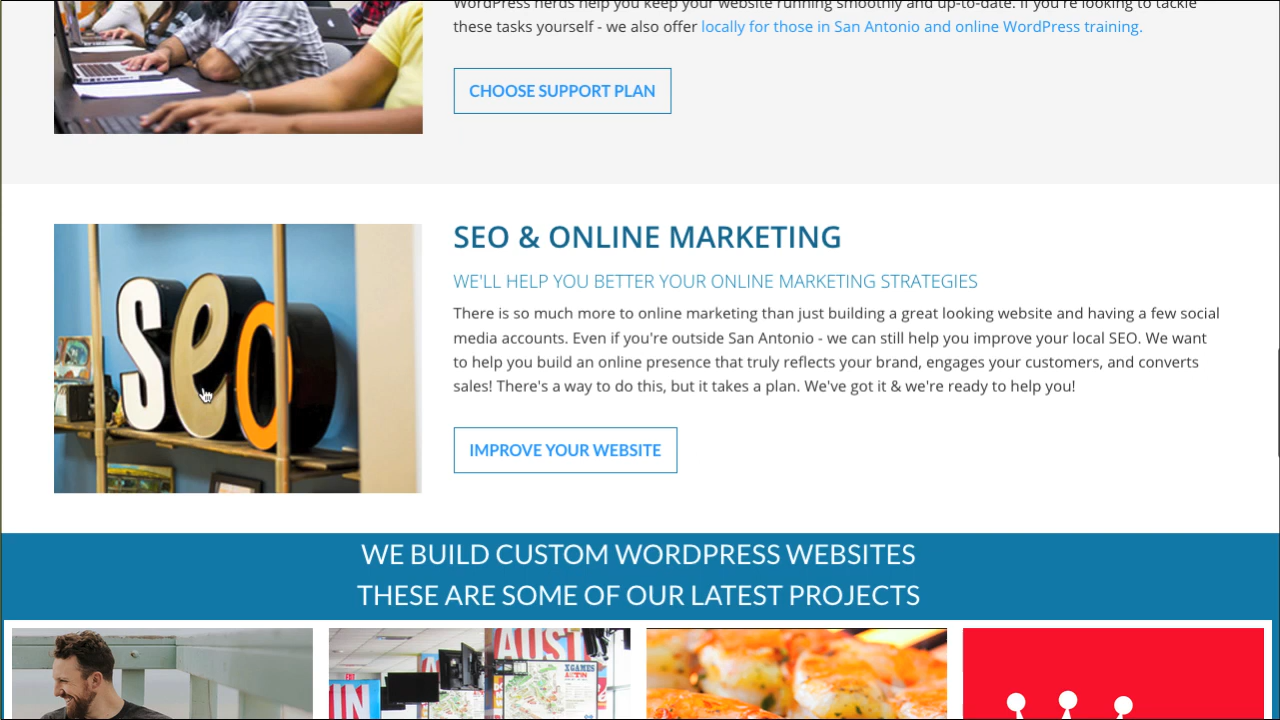 WordPress nerds help you keep your website running smoothly and up-to-date. If you're looking to tackle
these tasks yourself - we also offer locally for those in San Antonio and online WordPress training.
CHOOSE SUPPORT PLAN
seo
SEO & ONLINE MARKETING
WE'LL HELP YOU BETTER YOUR ONLINE MARKETING STRATEGIES
There is so much more to online marketing than just building a great looking website and having a few social
media accounts. Even if you're outside San Antonio - we can still help you improve your local SEO. We want
to help you build an online presence that truly reflects your brand, engages your customers, and converts
sales! There's a way to do this, but it takes a plan. We've got it & we're ready to help you!
IMPROVE YOUR WEBSITE
WE BUILD CUSTOM WORDPRESS WEBSITES
THESE ARE SOME OF OUR LATEST PROJECTS
AUST
IN
X GAMES